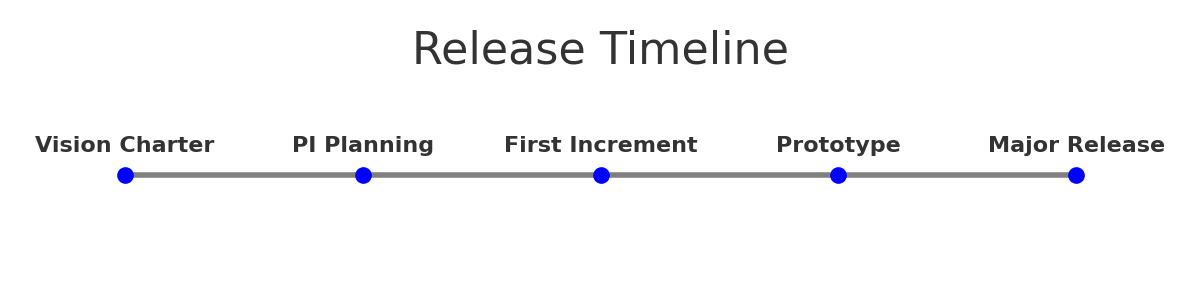 Release Timeline
Vision Charter
PI Planning
First Increment
Prototype
Major Release